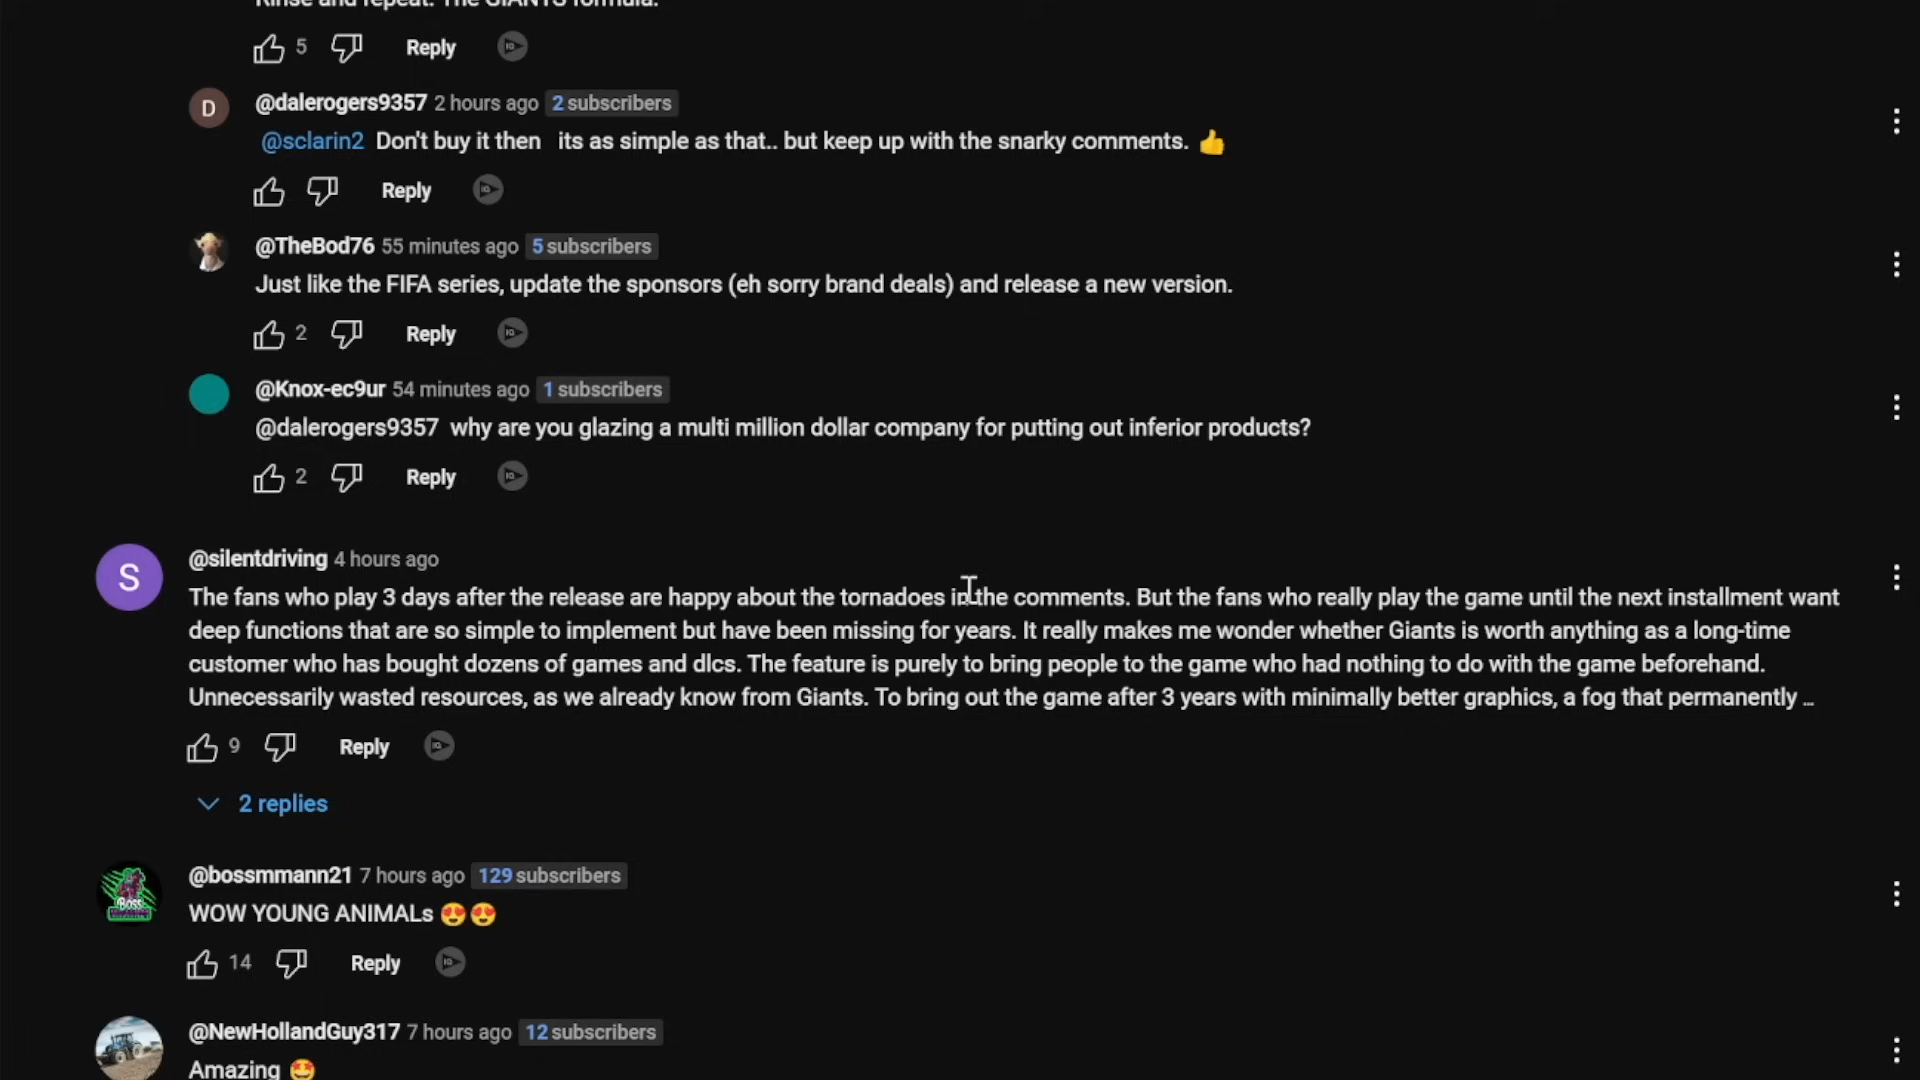 Rinse and repeat. The GIANTS formula.
5 Reply
D
@dalerogers9357 2 hours ago 2 subscribers
@sclarin2 Don't buy it then its as simple as that.. but keep up with the snarky comments. 👍
Reply
@TheBod76 55 minutes ago 5 subscribers
Just like the FIFA series, update the sponsors (eh sorry brand deals) and release a new version.
2 Reply
@Knox-ec9ur 54 minutes ago 1 subscribers
@dalerogers9357 why are you glazing a multi million dollar company for putting out inferior products?
2 Reply
S
@silentdriving 4 hours ago
The fans who play 3 days after the release are happy about the tornadoes in the comments. But the fans who really play the game until the next installment want
deep functions that are so simple to implement but have been missing for years. It really makes me wonder whether Giants is worth anything as a long-time
customer who has bought dozens of games and dlcs. The feature is purely to bring people to the game who had nothing to do with the game beforehand.
Unnecessarily wasted resources, as we already know from Giants. To bring out the game after 3 years with minimally better graphics, a fog that permanently ...
9 Reply
2 replies
@bossmmann21 7 hours ago 129 subscribers
WOW YOUNG ANIMALs 😍😍
14 Reply
@NewHollandGuy317 7 hours ago 12 subscribers
Amazing 🤩